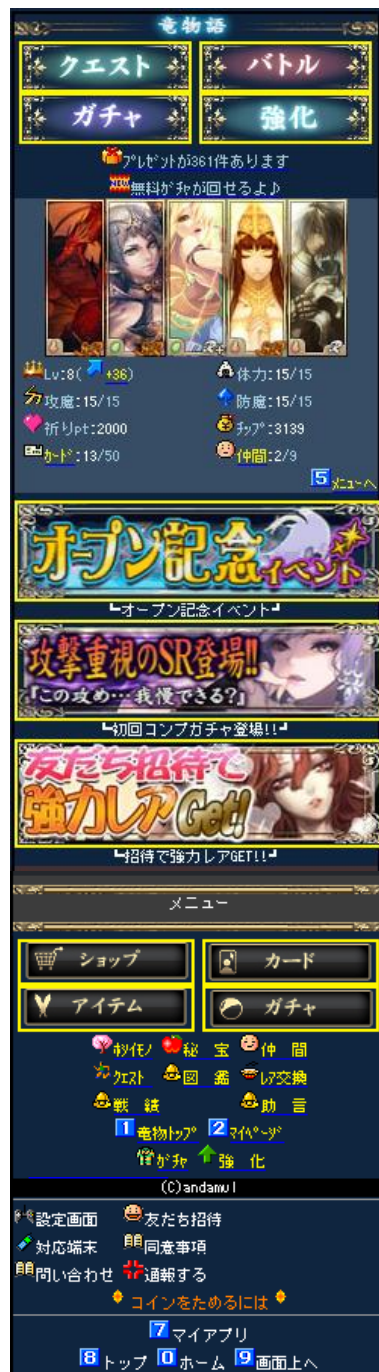 竜物語
クエスト バトル
ガチャ 強化
プレゼントが361件あります
NEW 無料ガチャが回せるよ♪
Lv:8( +36) 体力:15/15
攻魔:15/15 防魔:15/15
祈りpt:2000 チップ:3139
カード:13/50 仲間:2/9
5 メニューへ
オープン記念イベント
┗オープン記念イベント┛
攻撃重視のSR登場!!
『この攻め…我慢できる?』
┗初回コンプガチャ登場!!┛
友だち招待で
強力レアGet!
┗招待で強力レアGET!!┛
メニュー
ショップ カード
アイテム ガチャ
ホシイモノ 秘 宝 仲 間
クエスト 図 鑑 レア交換
戦 績 助 言
1 竜物トップ 2 マイページ
ガチャ 強 化
(C)andamul
設定画面 友だち招待
対応端末 同意事項
問い合わせ 通報する
コインをためるには
7 マイアプリ
8 トップ 0 ホーム 9 画面上へ